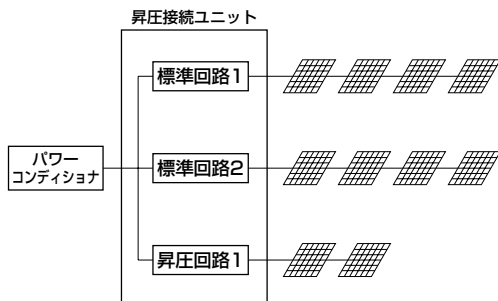 昇圧接続ユニット
標準回路1
パワー
コンディショナ
標準回路2
昇圧回路1